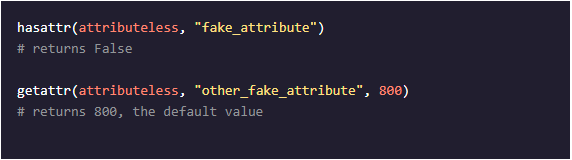 hasattr(attributeless, "fake_attribute")
# returns False
getattr(attributeless, "other_fake_attribute", 800)
# returns 800, the default value